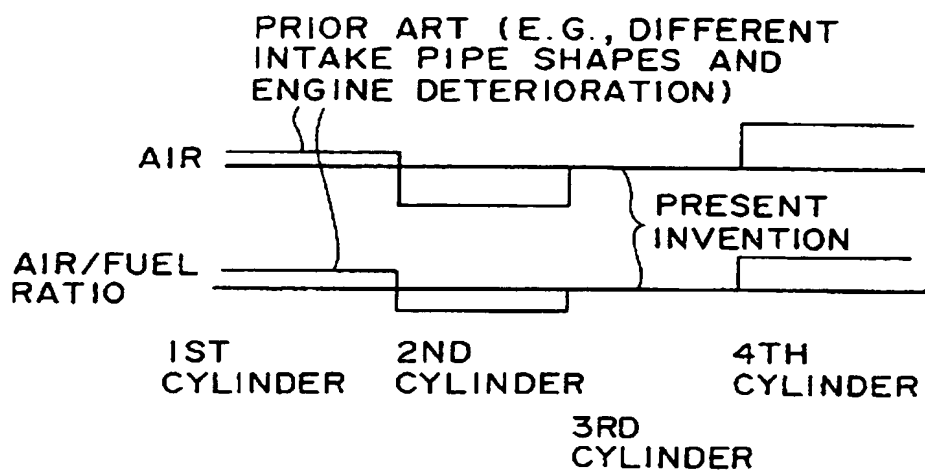 PRIOR ART (E.G., DIFFERENT
INTAKE PIPE SHAPES AND
ENGINE DETERIORATION)
AIR
PRESENT
INVENTION
AIR/FUEL
RATIO
1ST
CYLINDER
2ND
CYLINDER
3RD
CYLINDER
4TH
CYLINDER